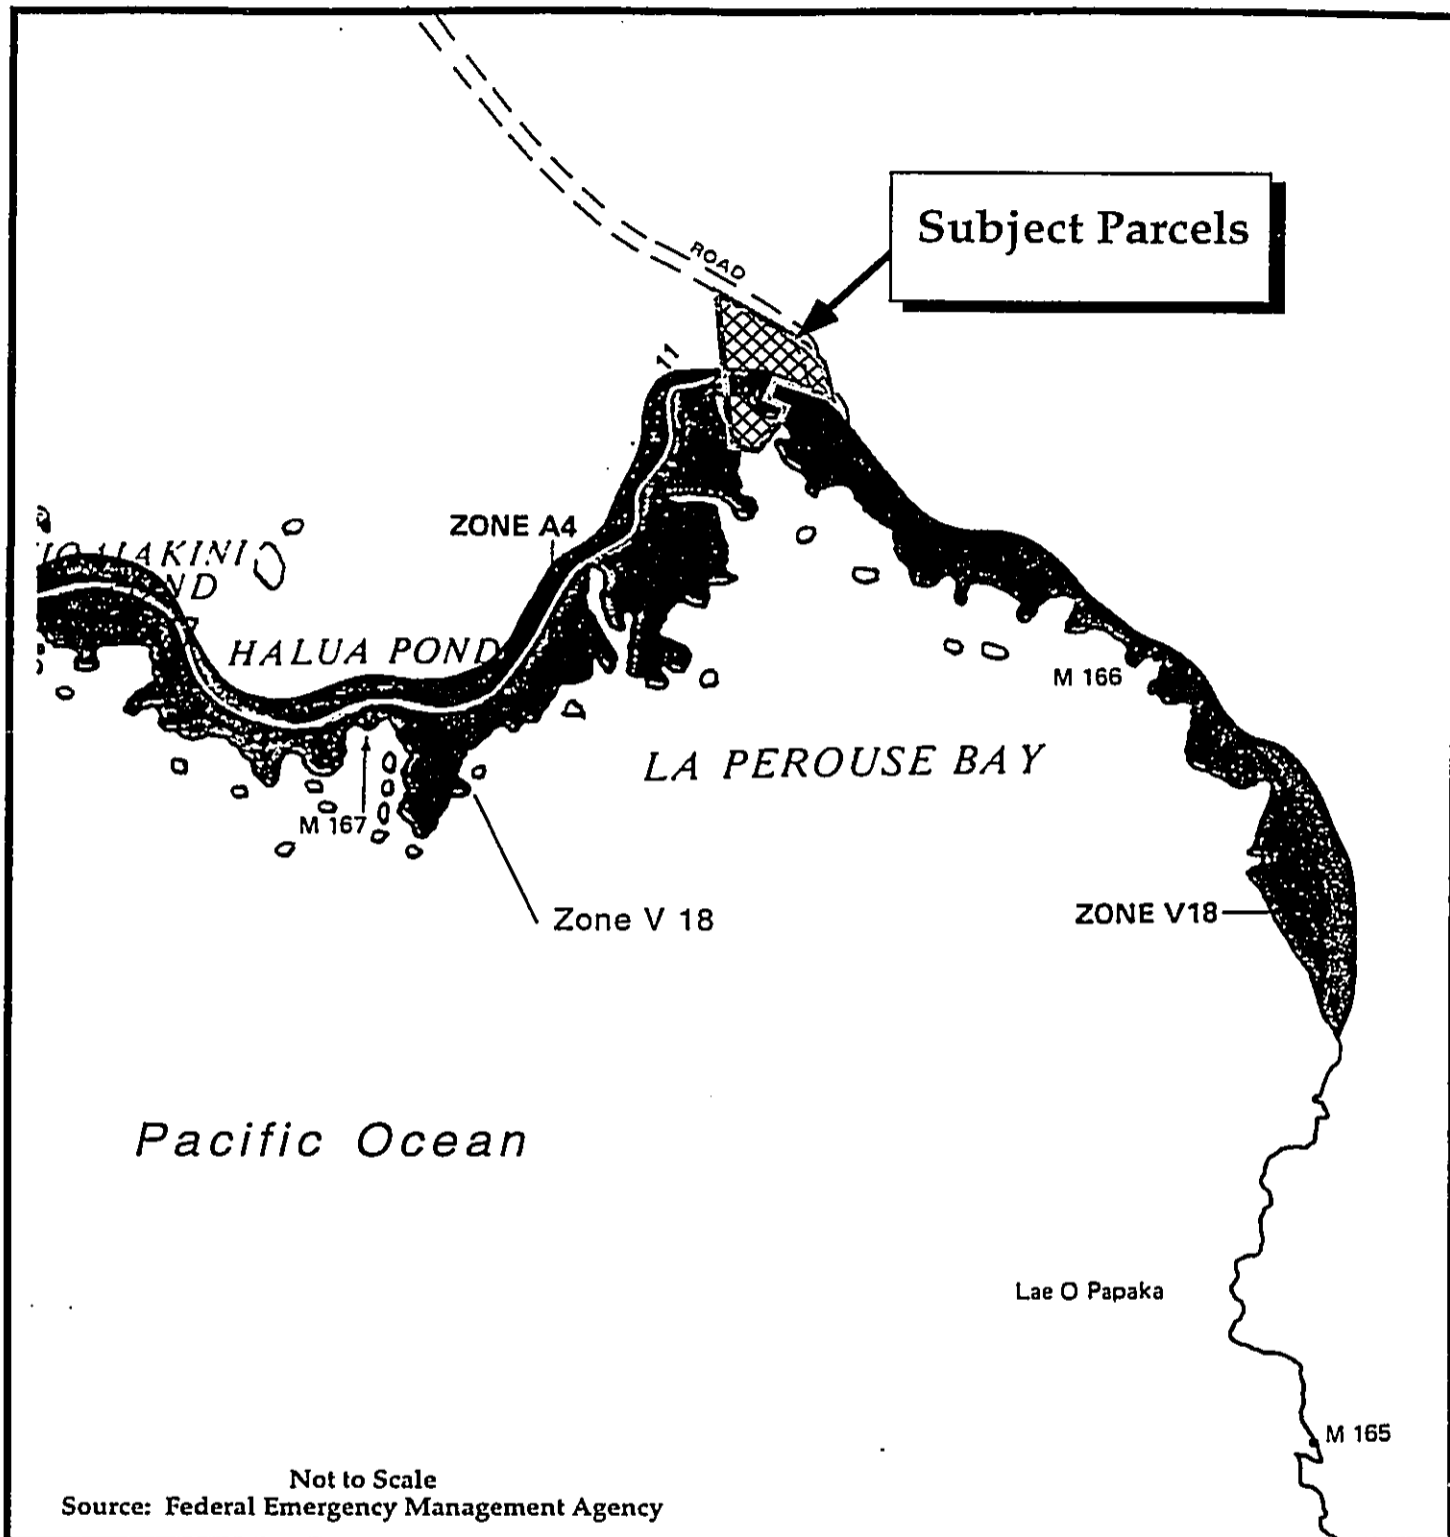 Subject Parcels
ROAD
11
ZONE A4
HALUA POND
M 166
LA PEROUSE BAY
M 167
Zone V 18
ZONE V18
Pacific Ocean
Lae O Papaka
M 165
Not to Scale
Source: Federal Emergency Management Agency